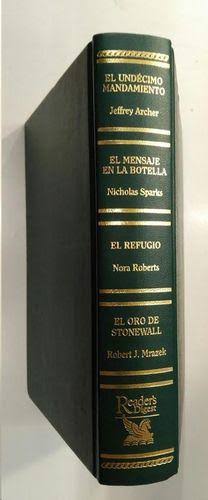 EL UNDÉCIMO
MANDAMIENTO
Jeffrey Archer
EL MENSAJE
EN LA BOTELLA
Nicholas Sparks
EL REFUGIO
Nora Roberts
EL ORO DE
STONEWALL
Robert J. Mrazek
Reader's
Digest